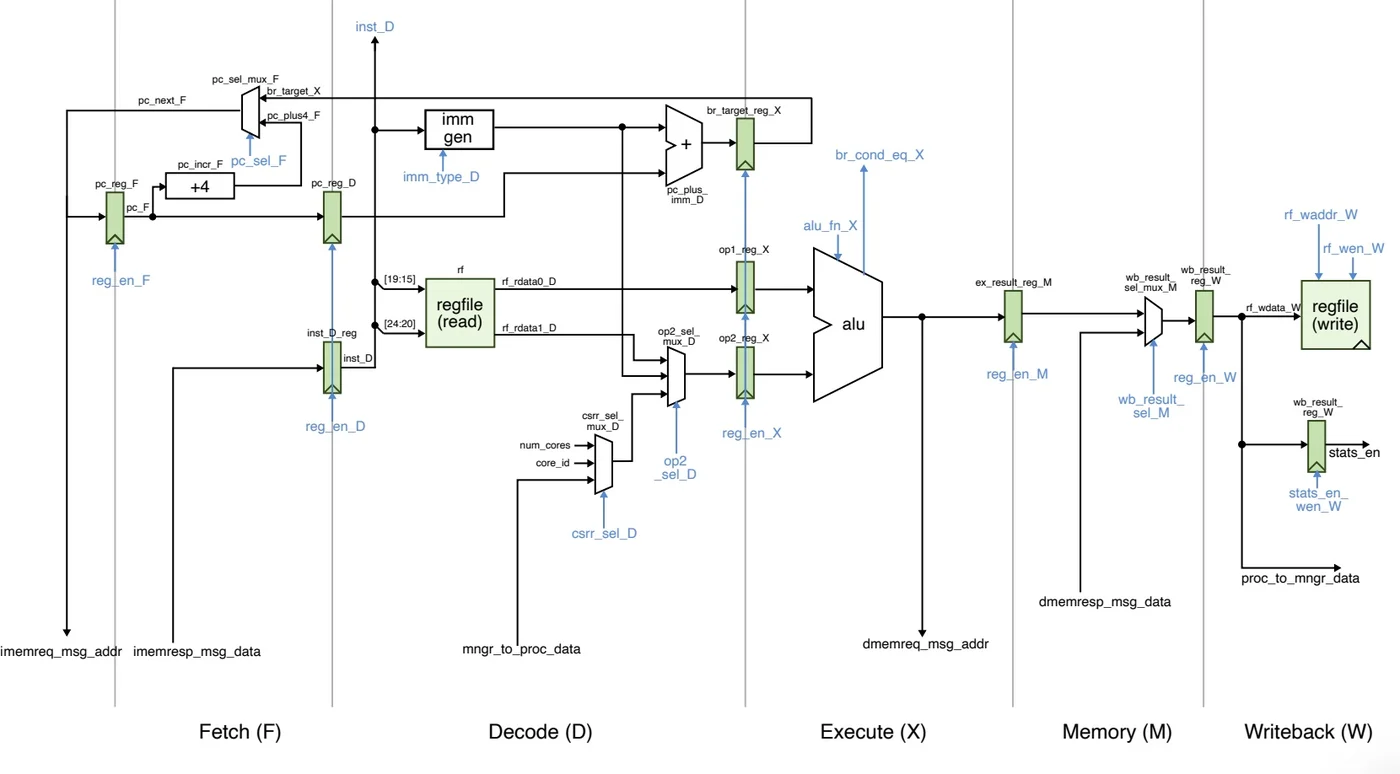 inst_D
pc_sel_mux_F
br_target_X
pc_next_F
pc_plus4_F
pc_sel_F
pc_incr_F
+4
pc_reg_F
pc_F
reg_en_F
pc_reg_D
imm
gen
imm_type_D
+
pc_plus_
imm_D
br_target_reg_X
br_cond_eq_X
alu_fn_X
rf_waddr_W
rf_wen_W
[19:15]
[24:20]
rf
regfile
(read)
rf_rdata0_D
rf_rdata1_D
op1_reg_X
op2_sel_
mux_D
op2_reg_X
alu
ex_result_reg_M
wb_result_
sel_mux_M
wb_result_
reg_W
rf_wdata_W
regfile
(write)
inst_D_reg
inst_D
reg_en_D
reg_en_X
reg_en_M
reg_en_W
wb_result_
sel_M
csrr_sel_
mux_D
num_cores
core_id
op2
_sel_D
csrr_sel_D
wb_result_
reg_W
stats_en
stats_en_
wen_W
proc_to_mngr_data
dmemresp_msg_data
imemreq_msg_addr
imemresp_msg_data
mngr_to_proc_data
dmemreq_msg_addr
Fetch (F)
Decode (D)
Execute (X)
Memory (M)
Writeback (W)